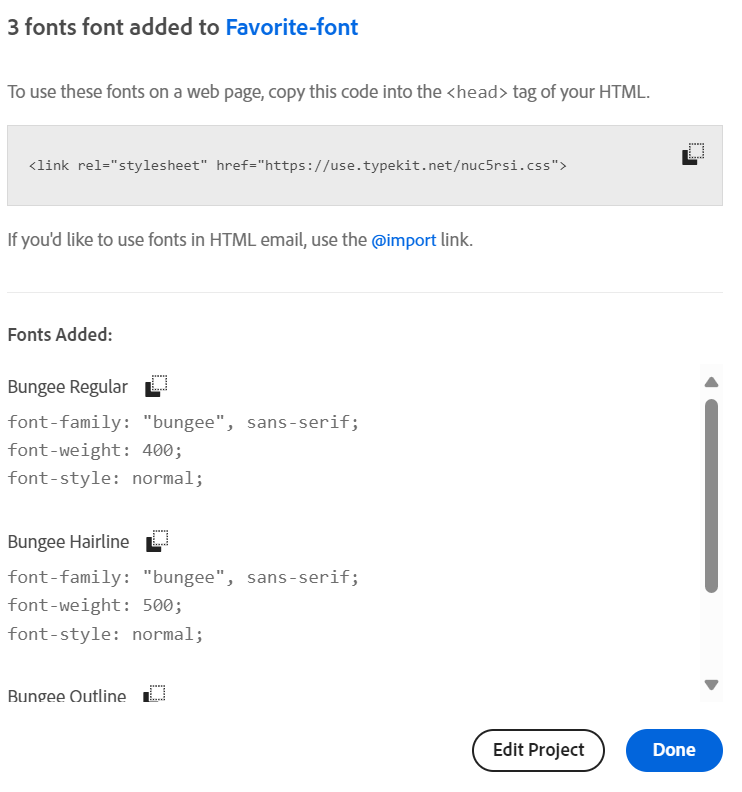 3 fonts font added to Favorite-font
To use these fonts on a web page, copy this code into the <head> tag of your HTML.
<link rel="stylesheet" href="https://use.typekit.net/nuc5rsi.css">
If you'd like to use fonts in HTML email, use the @import link.
Fonts Added:
Bungee Regular
font-family: "bungee", sans-serif;
font-weight: 400;
font-style: normal;
Bungee Hairline
font-family: "bungee", sans-serif;
font-weight: 500;
font-style: normal;
Bungee Outline
Edit Project
Done